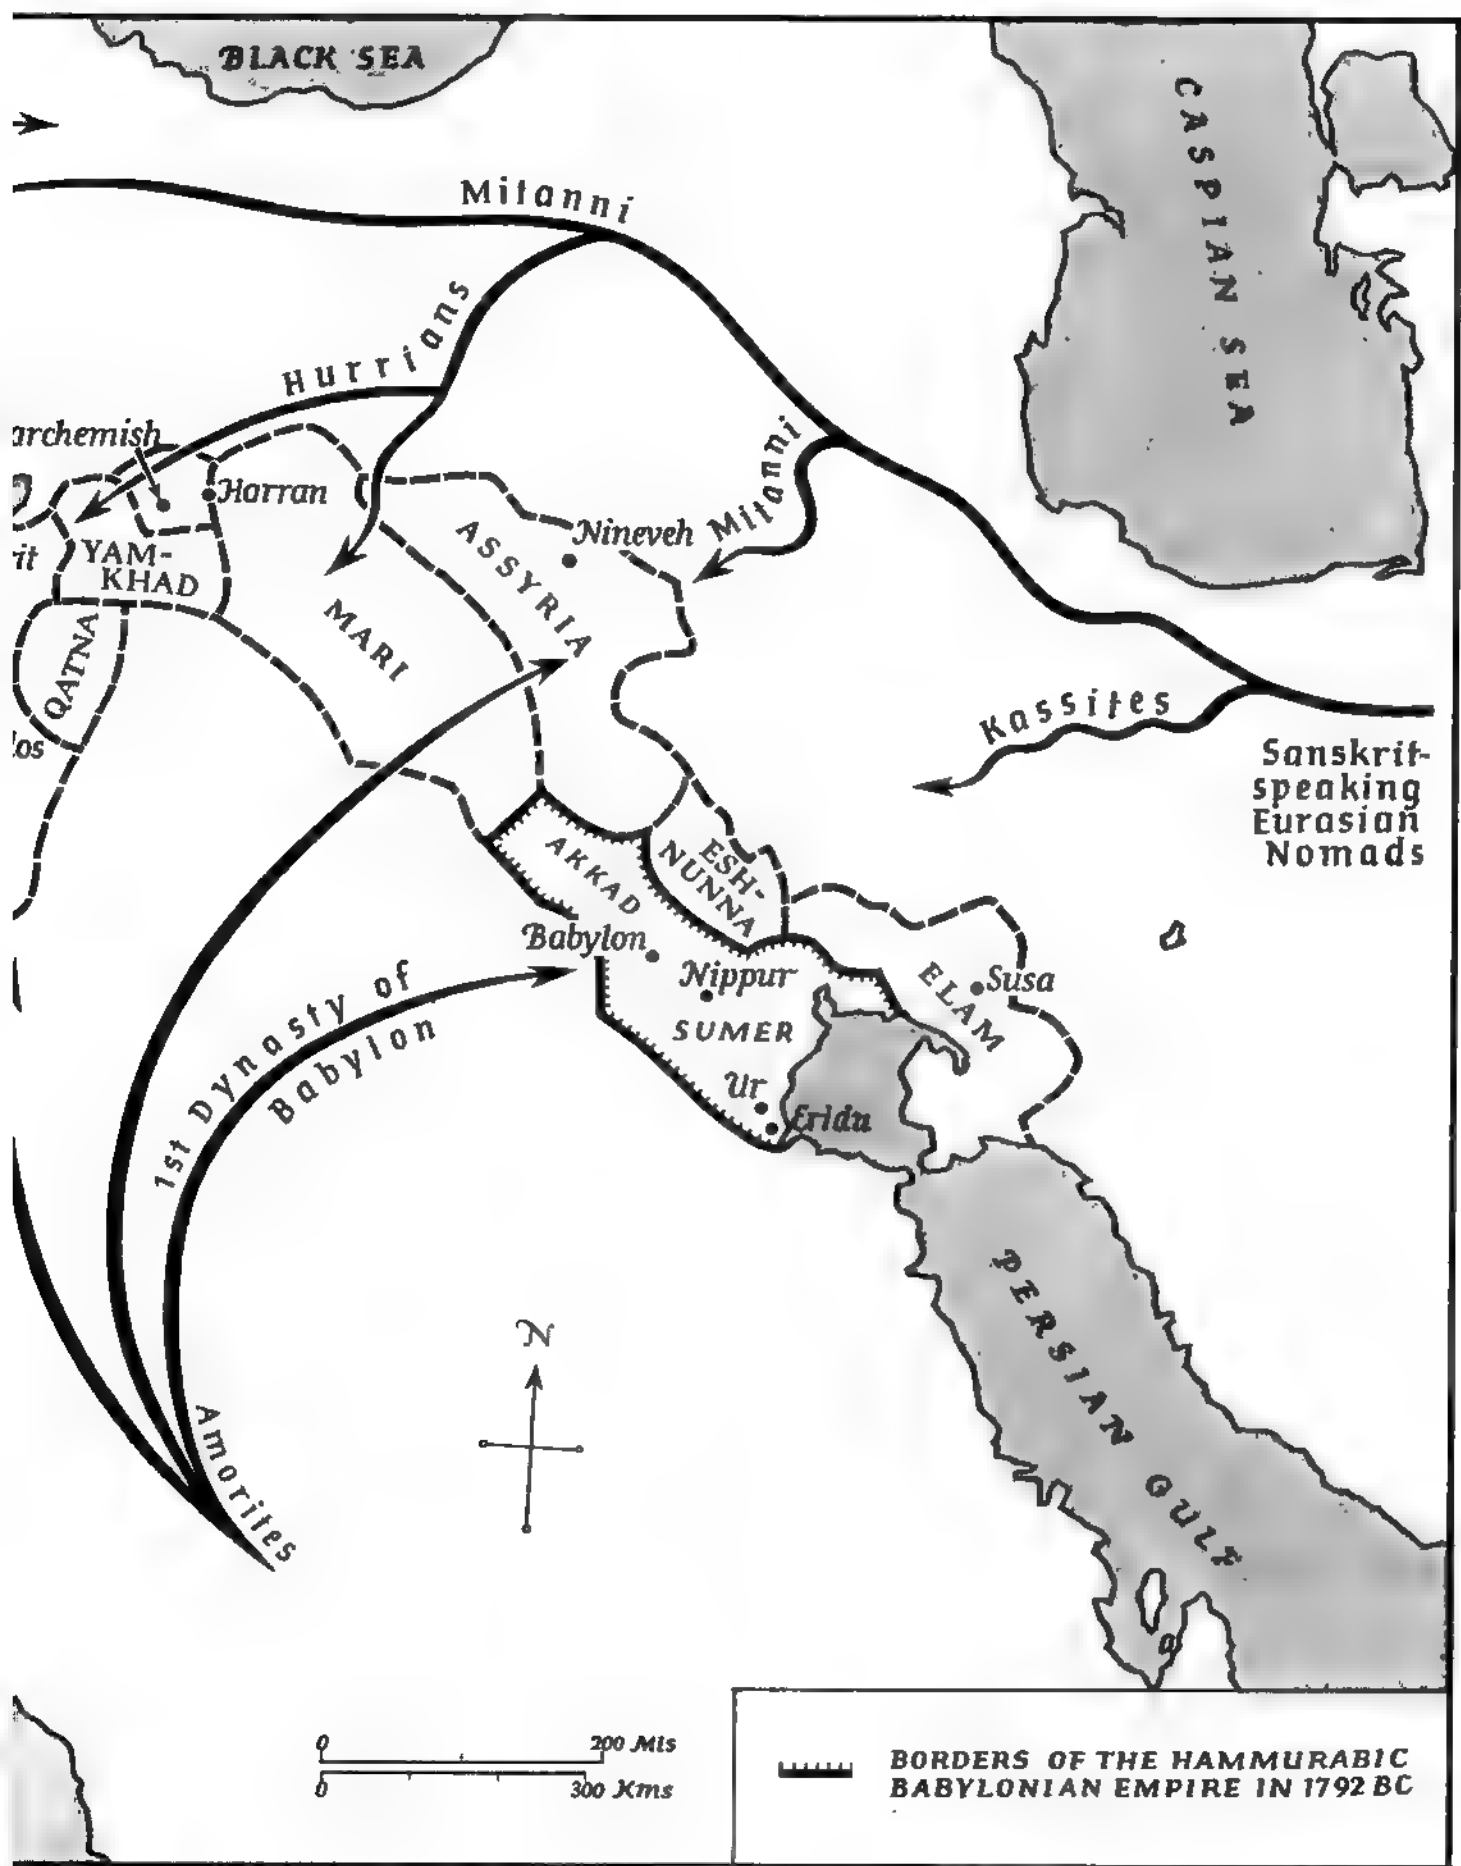 BLACK SEA
CASPIAN SEA
Mitanni
Hurrians
archemish
Harran
Mitanni
Nineveh
ASSYRIA
rit
YAM-
KHAD
MARI
QATNA
los
Kassites
Sanskrit-
speaking
Eurasian
Nomads
AKKAD
ESH-
NUNNA
Babylon
Nippur
ELAM
Susa
SUMER
1st Dynasty of
Babylon
Ur
Eridu
PERSIAN GULF
N
Amorites
0 200 Mls
0 300 Kms
BORDERS OF THE HAMMURABIC
BABYLONIAN EMPIRE IN 1792 BC